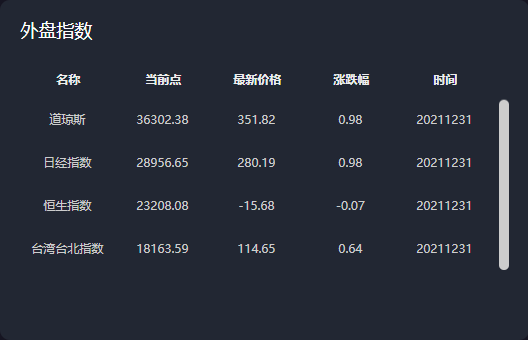 外盘指数
名称 当前点 最新价格 涨跌幅 时间
道琼斯 36302.38 351.82 0.98 20211231
日经指数 28956.65 280.19 0.98 20211231
恒生指数 23208.08 -15.68 -0.07 20211231
台湾台北指数 18163.59 114.65 0.64 20211231